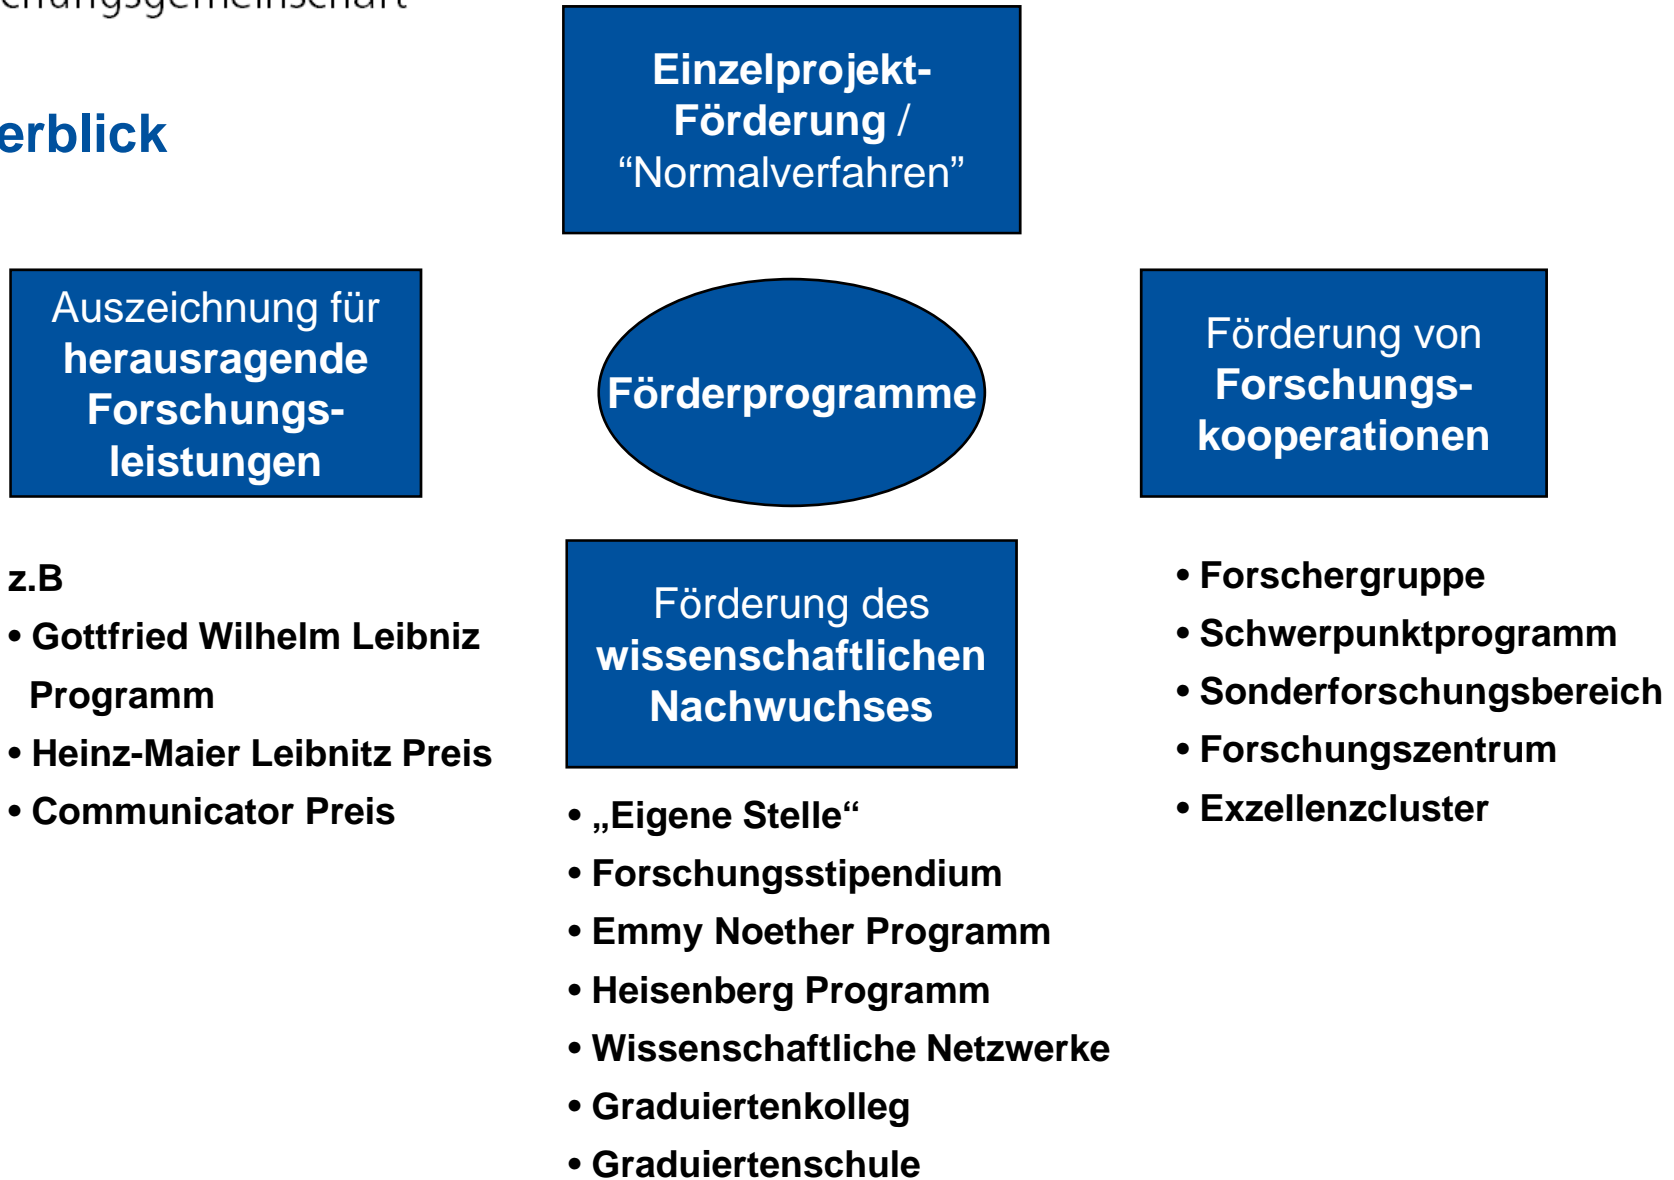 Einzelprojekt-
Förderung /
“Normalverfahren”
Auszeichnung für
herausragende
Forschungs-
leistungen
Förderprogramme
Förderung von
Forschungs-
kooperationen
z.B
• Gottfried Wilhelm Leibniz
Programm
• Heinz-Maier Leibnitz Preis
• Communicator Preis
Förderung des
wissenschaftlichen
Nachwuchses
• „Eigene Stelle“
• Forschungsstipendium
• Emmy Noether Programm
• Heisenberg Programm
• Wissenschaftliche Netzwerke
• Graduiertenkolleg
• Graduiertenschule
• Forschergruppe
• Schwerpunktprogramm
• Sonderforschungsbereich
• Forschungszentrum
• Exzellenzcluster